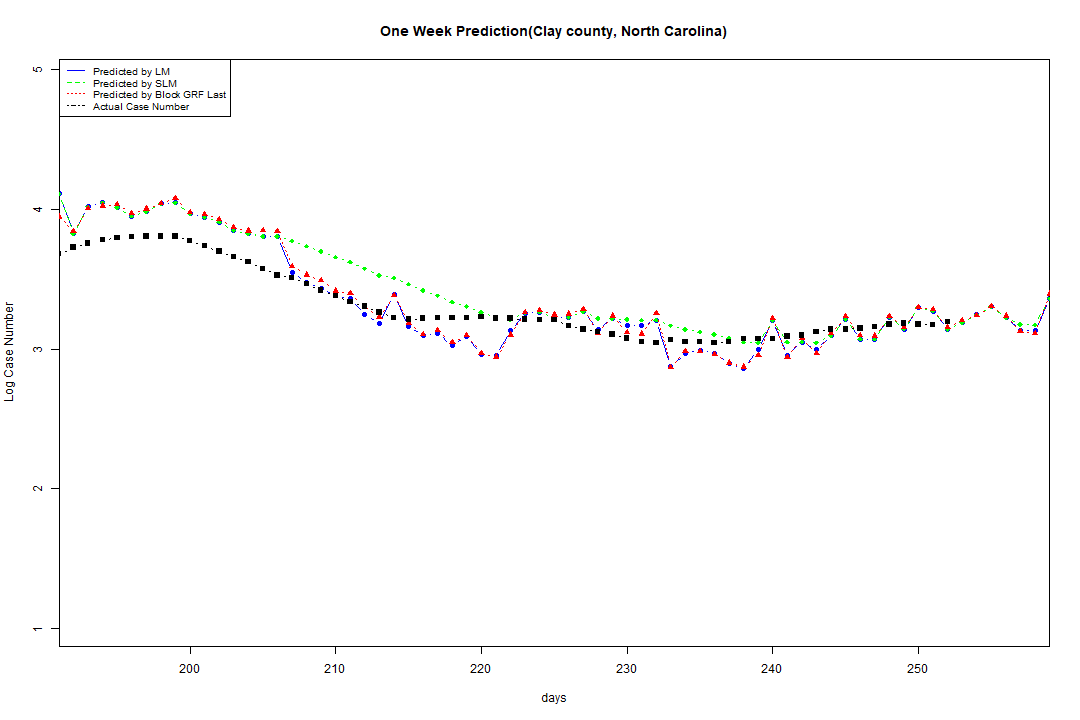 One Week Prediction(Clay county, North Carolina)
Predicted by LM
Predicted by SLM
Predicted by Block GRF Last
Actual Case Number
5
4
3
2
1
Log Case Number
200 210 220 230 240 250
days